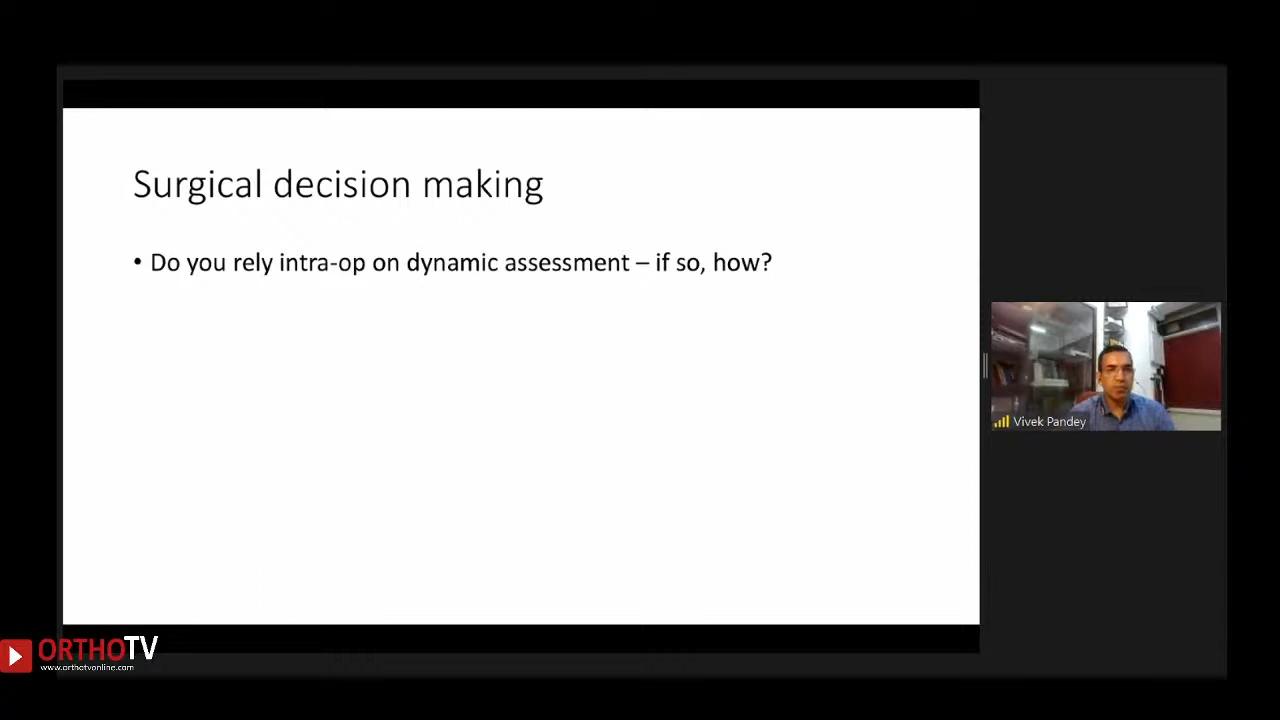 Surgical decision making
• Do you rely intra-op on dynamic assessment – if so, how?
Vivek Pandey
ORTHOTV
www.orthotvonline.com